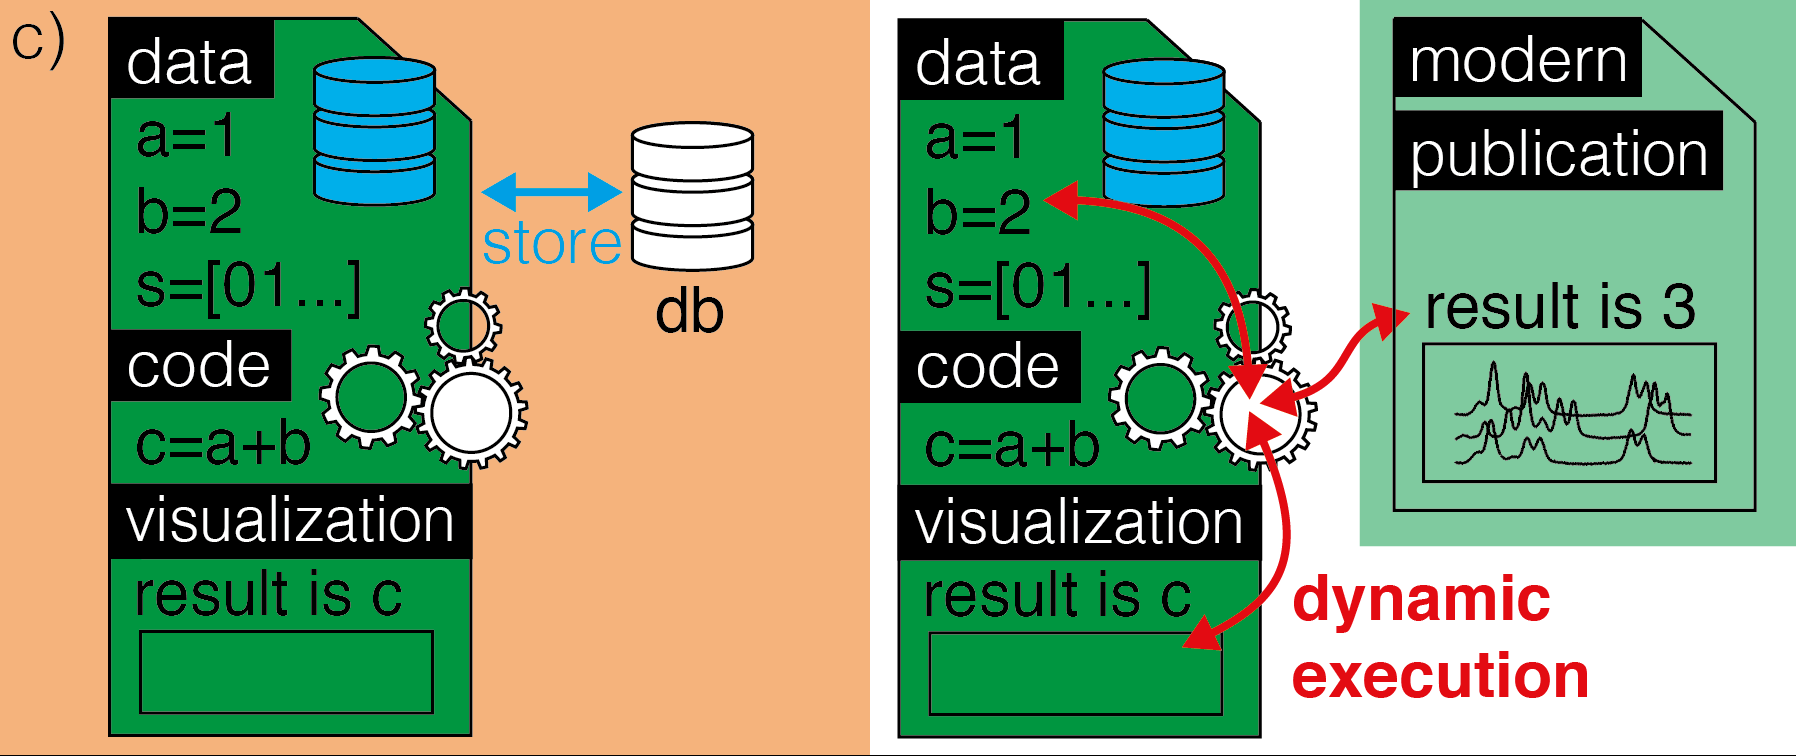 c)
data
a=1
b=2
s=[01...]
code
c=a+b
visualization
result is c
store
db
data
a=1
b=2
s=[01...]
code
c=a+b
visualization
result is c
dynamic
execution
modern
publication
result is 3